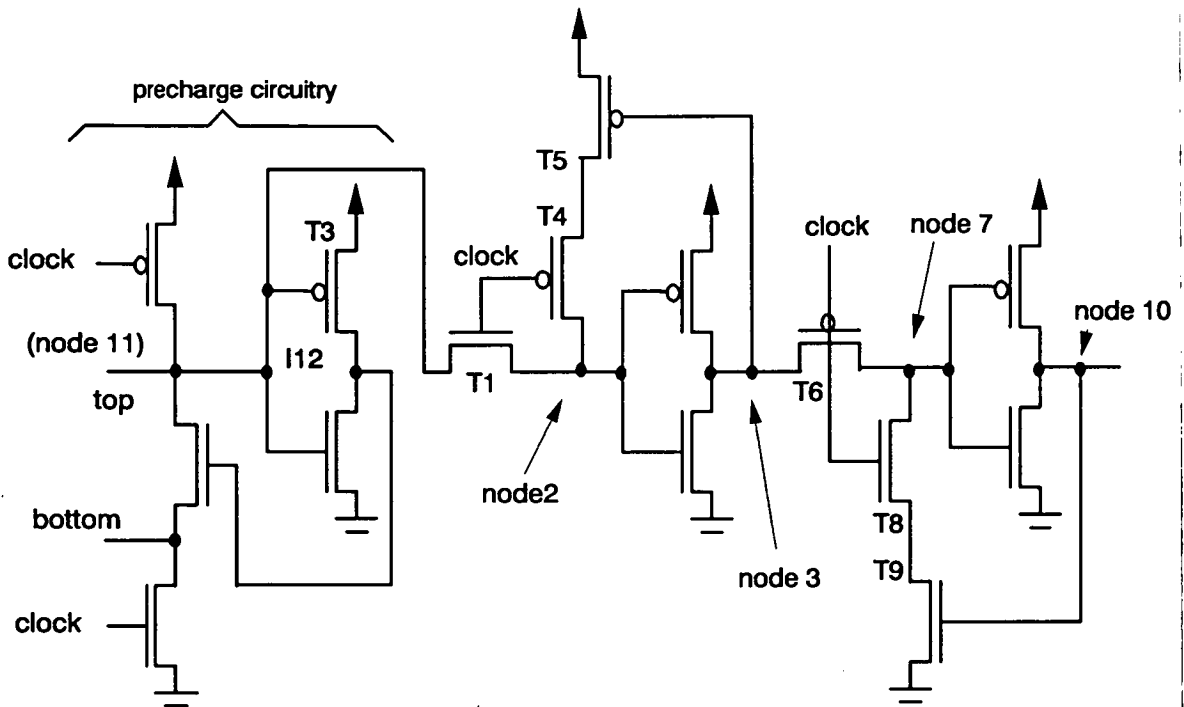 precharge circuitry
T5
T3
T4
clock
node 7
clock
clock
node 10
(node 11)
I12
top
T1
T6
node2
bottom
T8
node 3
T9
clock